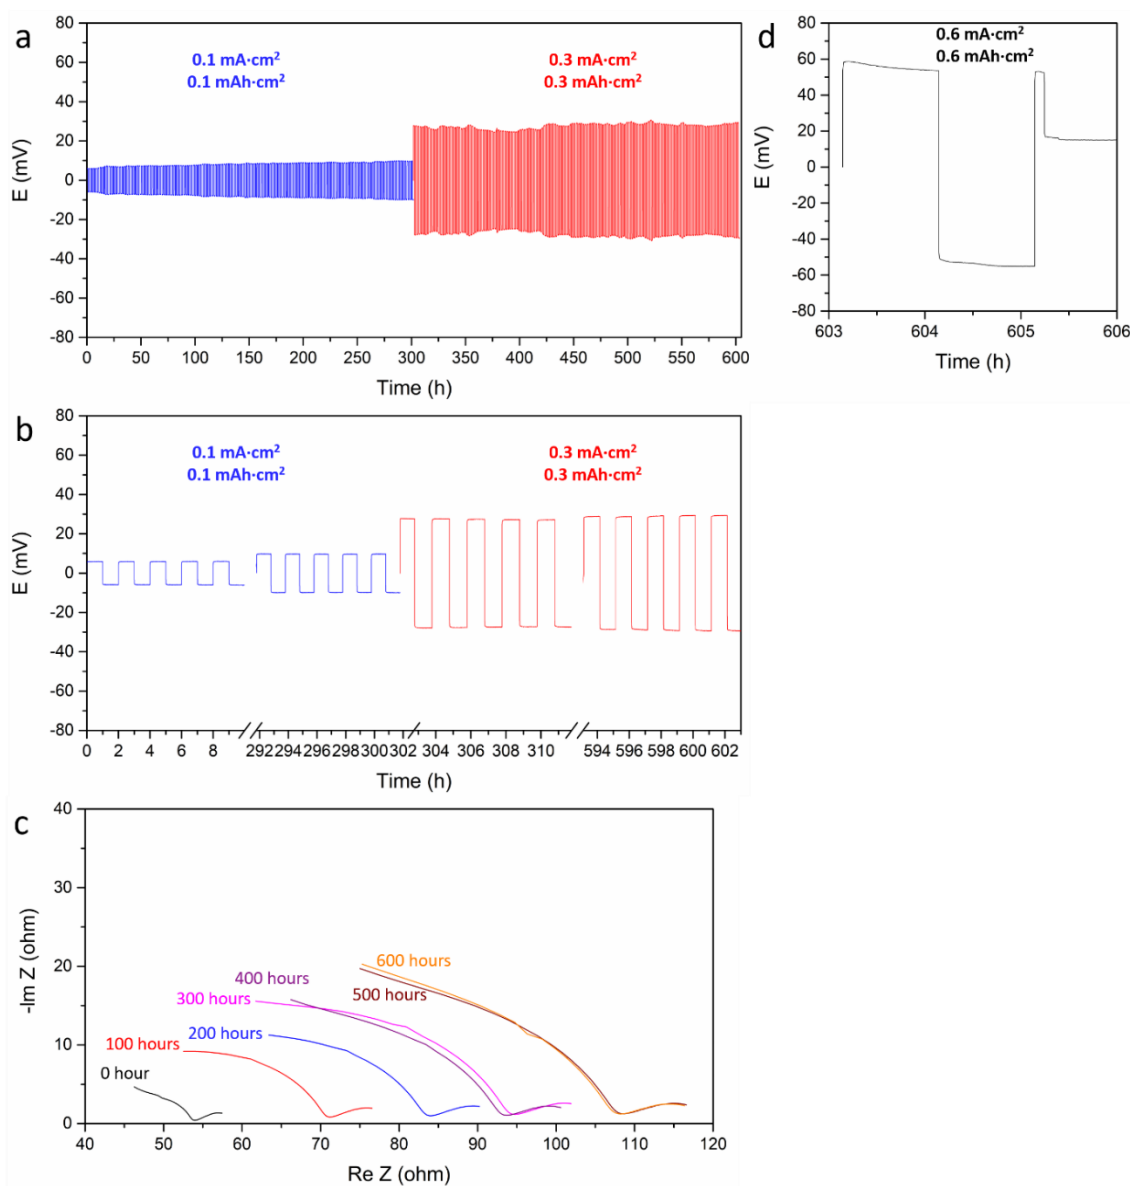 a
80
60
40
20
0
-20
-40
-60
-80
E (mV)
0.1 mA·cm²
0.1 mAh·cm²
0.3 mA·cm²
0.3 mAh·cm²
0 50 100 150 200 250 300 350 400 450 500 550 600
Time (h)
d
80
60
40
20
0
-20
-40
-60
-80
E (mV)
0.6 mA·cm²
0.6 mAh·cm²
603 604 605 606
Time (h)
b
80
60
40
20
0
-20
-40
-60
-80
E (mV)
0.1 mA·cm²
0.1 mAh·cm²
0.3 mA·cm²
0.3 mAh·cm²
0 2 4 6 8 292 294 296 298 300 302 304 306 308 310 594 596 598 600 602
Time (h)
c
40
30
20
10
0
-Im Z (ohm)
600 hours
400 hours
500 hours
300 hours
200 hours
100 hours
0 hour
40 50 60 70 80 90 100 110 120
Re Z (ohm)